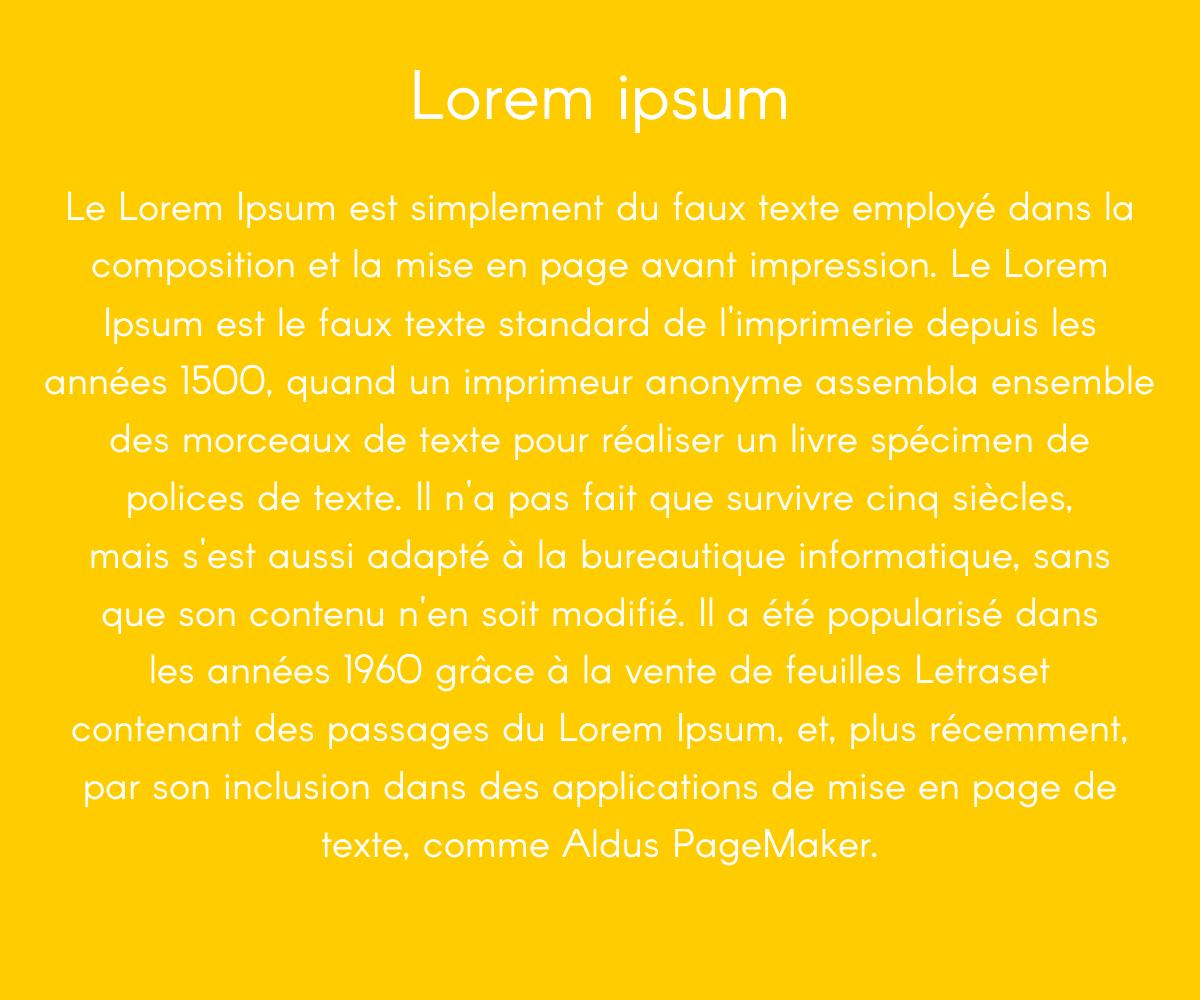 Lorem ipsum
Le Lorem Ipsum est simplement du faux texte employé dans la
composition et la mise en page avant impression. Le Lorem
Ipsum est le faux texte standard de l'imprimerie depuis les
années 1500, quand un imprimeur anonyme assembla ensemble
des morceaux de texte pour réaliser un livre spécimen de
polices de texte. Il n'a pas fait que survivre cinq siècles,
mais s'est aussi adapté à la bureautique informatique, sans
que son contenu n'en soit modifié. Il a été popularisé dans
les années 1960 grâce à la vente de feuilles Letraset
contenant des passages du Lorem Ipsum, et, plus récemment,
par son inclusion dans des applications de mise en page de
texte, comme Aldus PageMaker.